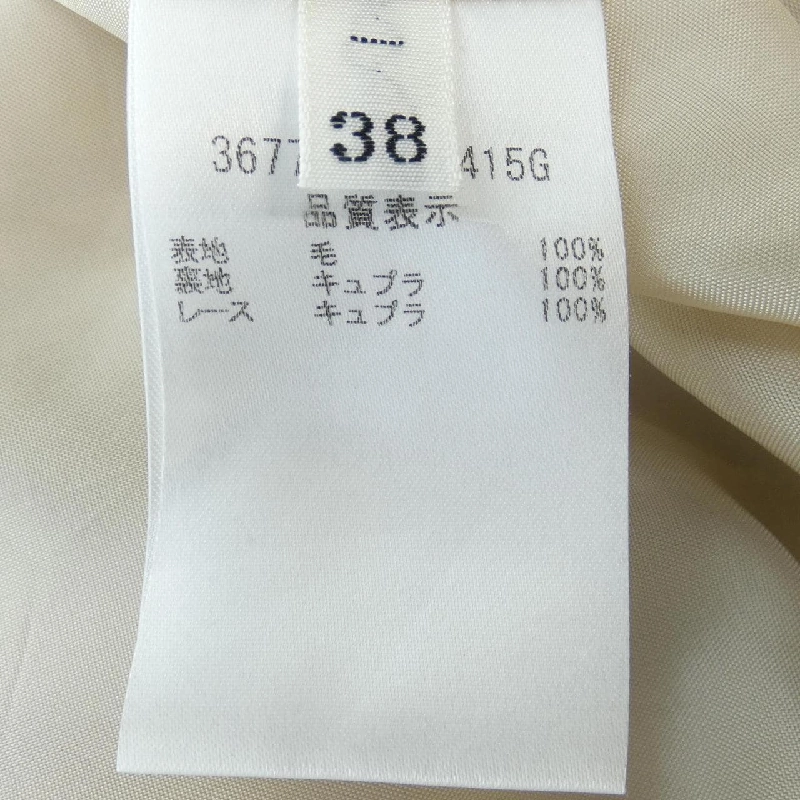 38
3677 415G
品質表示
表地 毛 100%
裏地 キュプラ 100%
レース キュプラ 100%